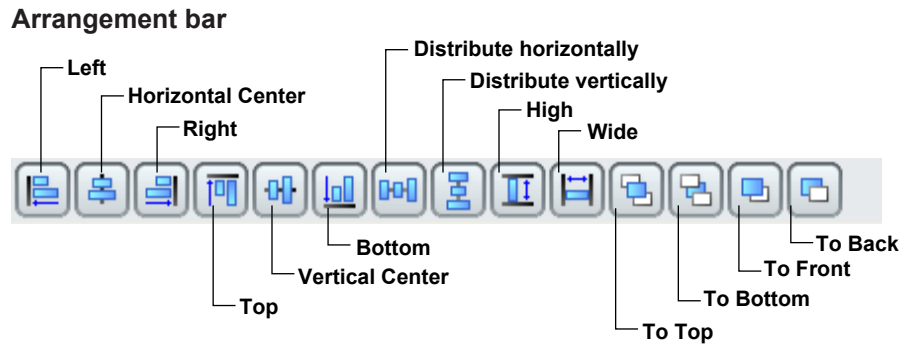 Arrangement bar
Distribute horizontally
Left
Distribute vertically
Horizontal Center
High
Right
Wide
Bottom
To Back
Vertical Center
To Front
To Bottom
Top
To Top